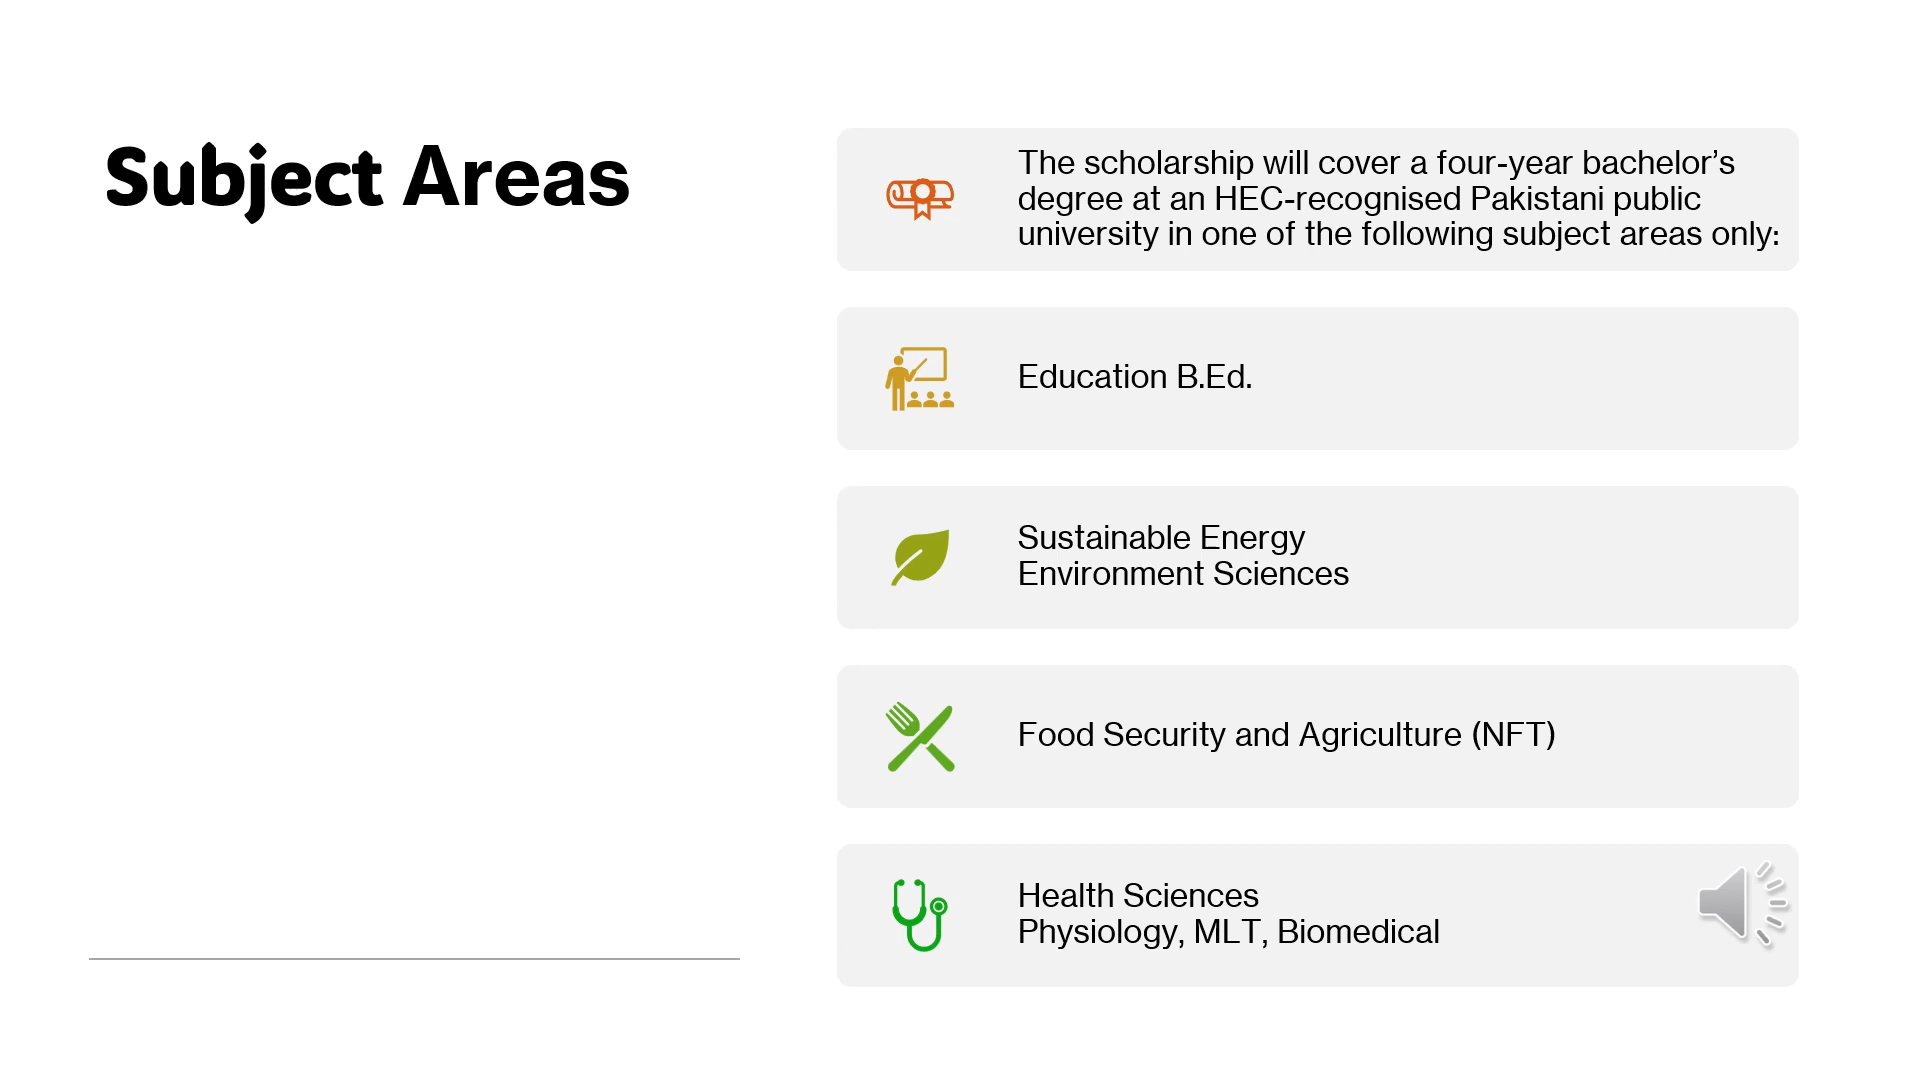 Subject Areas
The scholarship will cover a four-year bachelor’s
degree at an HEC-recognised Pakistani public
university in one of the following subject areas only:
Education B.Ed.
Sustainable Energy
Environment Sciences
Food Security and Agriculture (NFT)
Health Sciences
Physiology, MLT, Biomedical